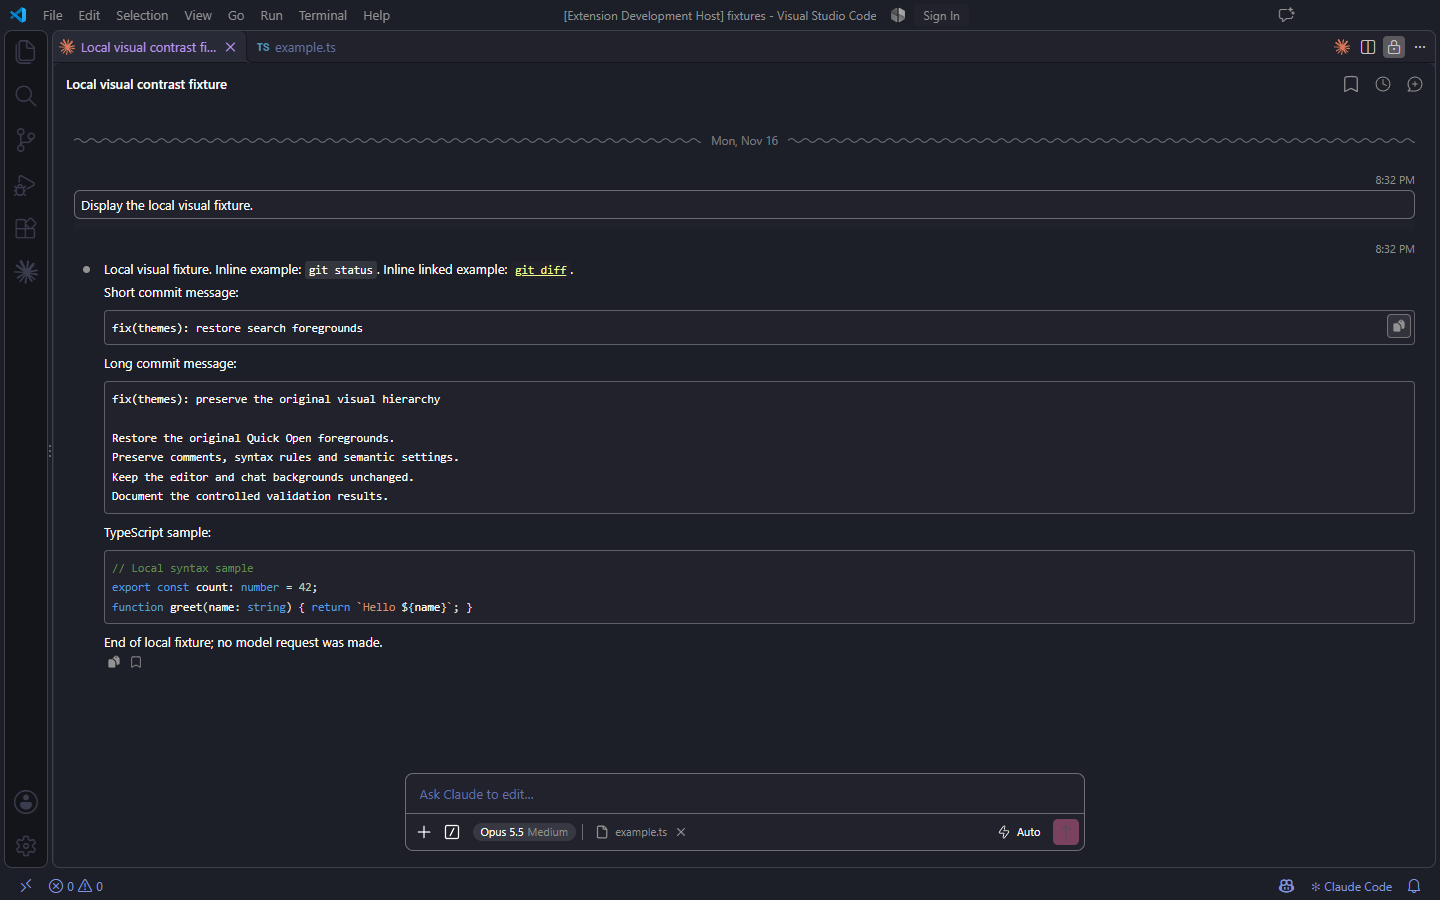 File Edit Selection View Go Run Terminal Help [Extension Development Host] fixtures - Visual Studio Code Sign In
Local visual contrast fi... TS example.ts
Local visual contrast fixture
Mon, Nov 16
8:32 PM
Display the local visual fixture.
8:32 PM
Local visual fixture. Inline example: git status. Inline linked example: git diff.
Short commit message:
fix(themes): restore search foregrounds
Long commit message:
fix(themes): preserve the original visual hierarchy
Restore the original Quick Open foregrounds.
Preserve comments, syntax rules and semantic settings.
Keep the editor and chat backgrounds unchanged.
Document the controlled validation results.
TypeScript sample:
// Local syntax sample
export const count: number = 42;
function greet(name: string) { return `Hello ${name}`; }
End of local fixture; no model request was made.
Ask Claude to edit...
Opus 5.5 Medium example.ts Auto
0 0 Claude Code